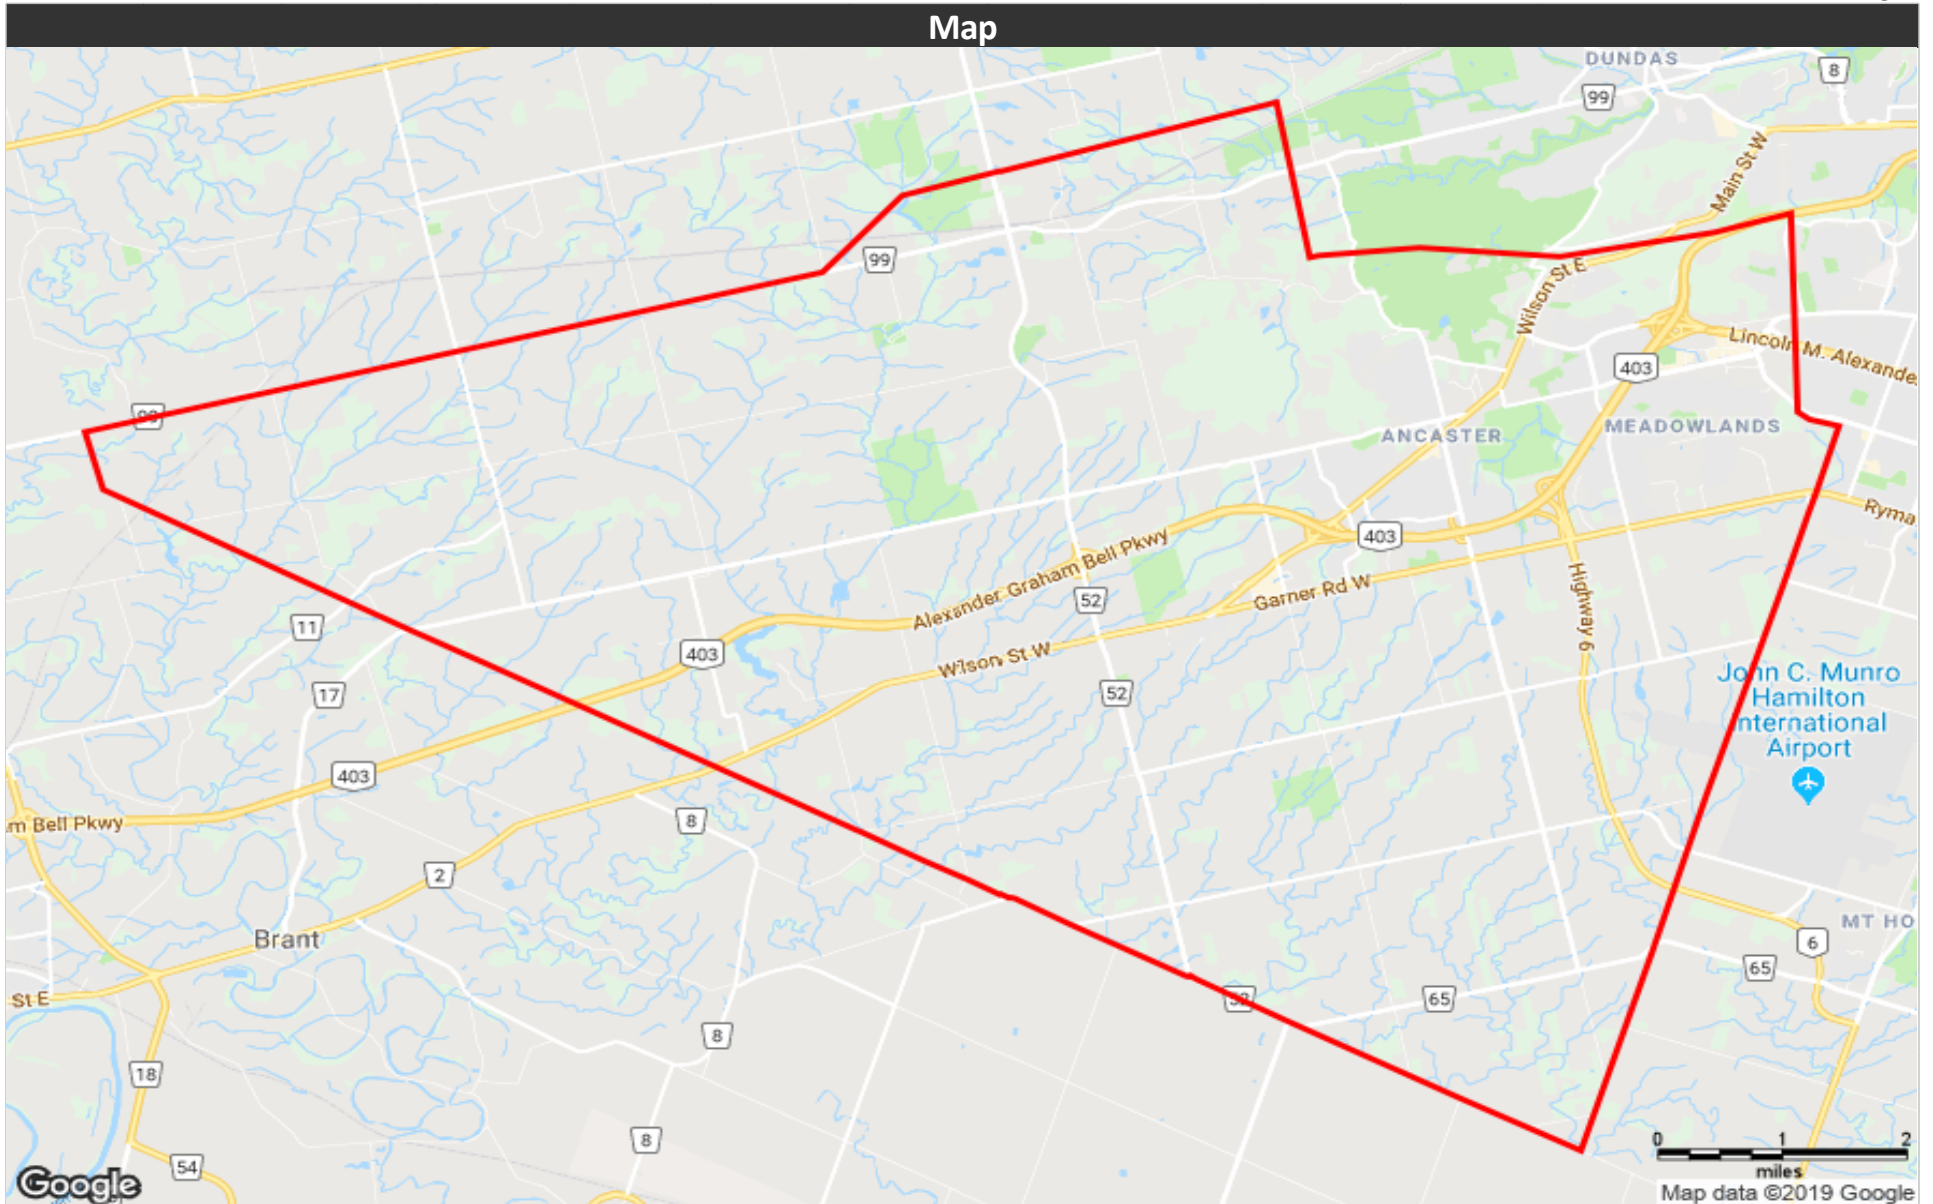 Map
DUNDAS
8
99
Main St W
99
Wilson St E
Lincoln M. Alexande
403
99
ANCASTER
MEADOWLANDS
403
Ryma
Alexander Graham Bell Pkwy
52
Garner Rd W
Highway 6
11
403
Wilson St W
17
52
John C. Munro
Hamilton
International
Airport
403
m Bell Pkwy
8
2
Brant
MT HO
6
65
St E
52
65
8
18
8
54
0 1 2
miles
Google
Map data ©2019 Google